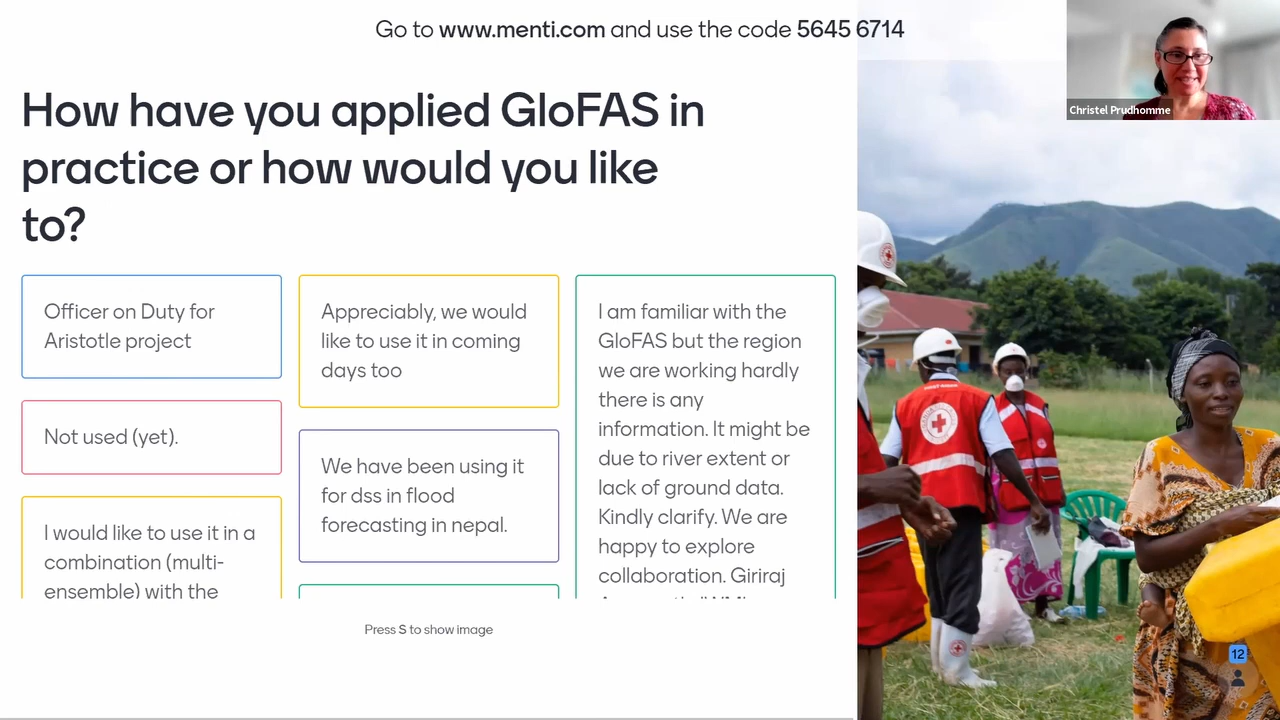 Go to www.menti.com and use the code 5645 6714
Christel Prudhomme
How have you applied GloFAS in
practice or how would you like
to?
Officer on Duty for
Aristotle project
Not used (yet).
I would like to use it in a
combination (multi-
ensemble) with the
Appreciably, we would
like to use it in coming
days too
We have been using it
for dss in flood
forecasting in nepal.
I am familiar with the
GloFAS but the region
we are working hardly
there is any
information. It might be
due to river extent or
lack of ground data.
Kindly clarify. We are
happy to explore
collaboration. Giriraj
Press S to show image
12